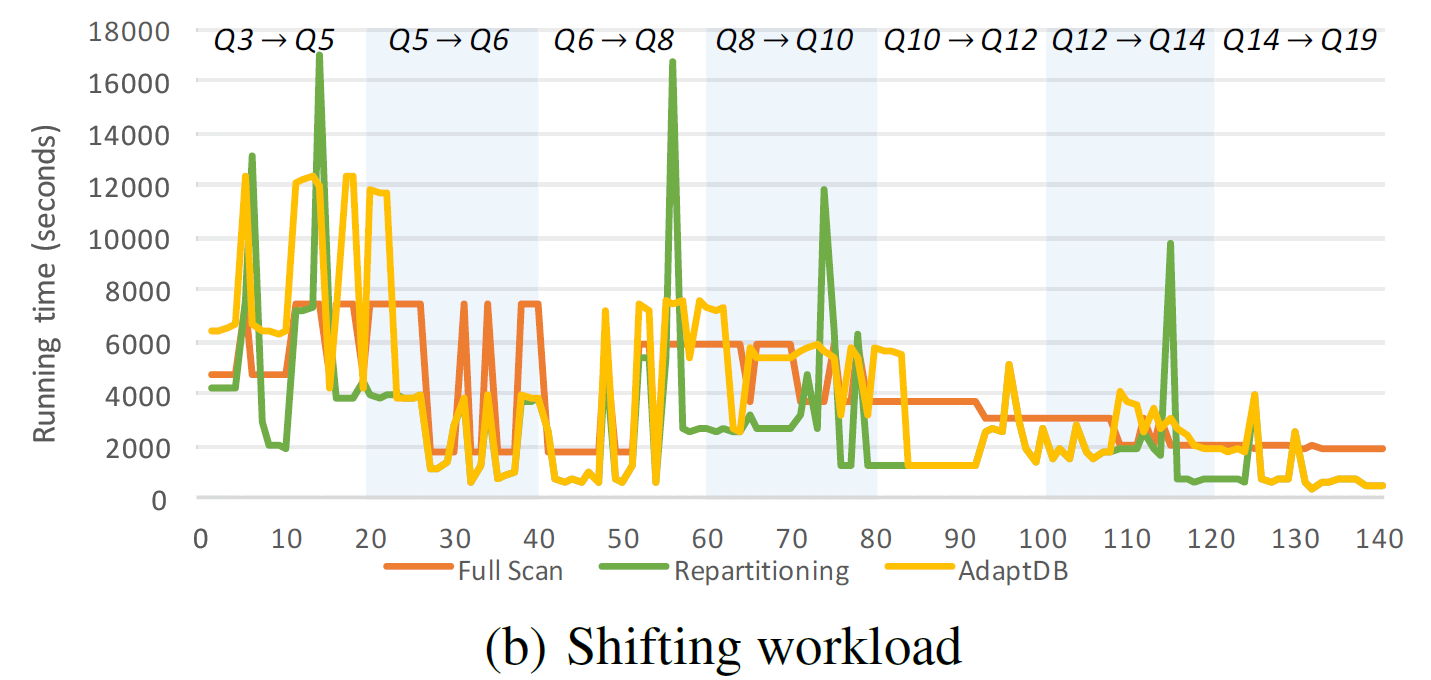 Q3 → Q5 Q5 → Q6 Q6 → Q8 Q8 → Q10 Q10 → Q12 Q12 → Q14 Q14 → Q19
18000
16000
14000
12000
10000
8000
6000
4000
2000
0
Running time (seconds)
0 10 20 30 40 50 60 70 80 90 100 110 120 130 140
Full Scan Repartitioning AdaptDB
(b) Shifting workload